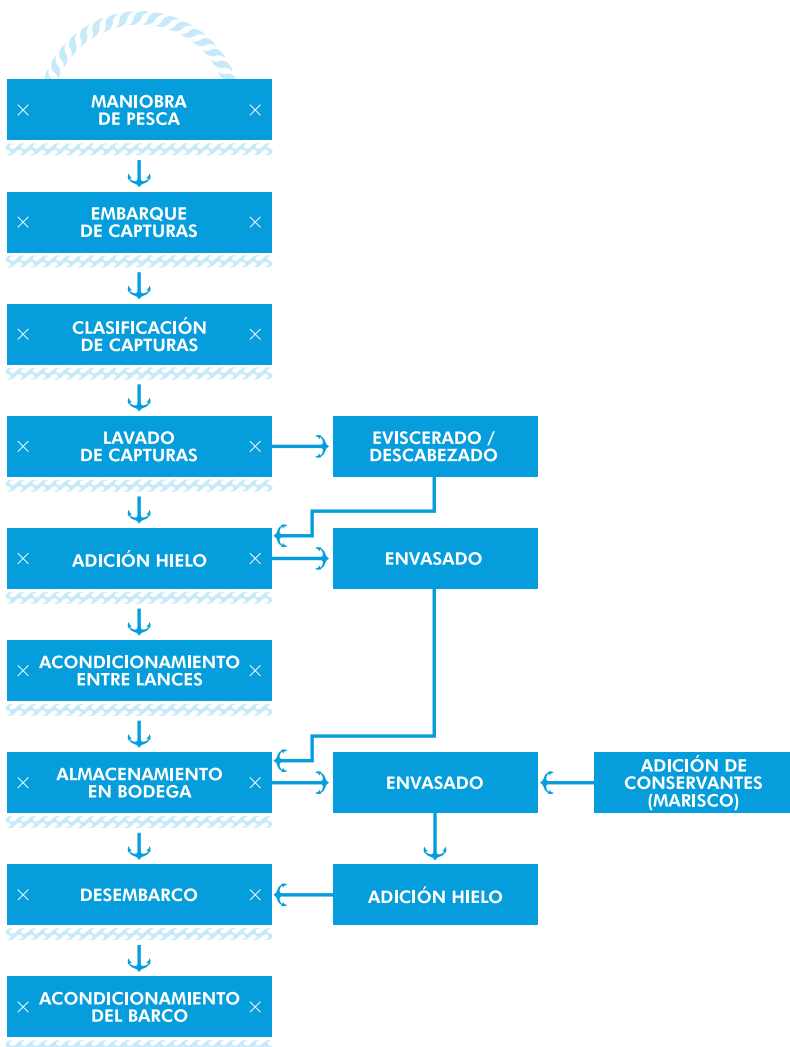 MANIOBRA
DE PESCA
EMBARQUE
DE CAPTURAS
CLASIFICACIÓN
DE CAPTURAS
LAVADO
DE CAPTURAS
EVISCERADO /
DESCABEZADO
ADICIÓN HIELO
ENVASADO
ACONDICIONAMIENTO
ENTRE LANCES
ALMACENAMIENTO
EN BODEGA
ENVASADO
ADICIÓN DE
CONSERVANTES
(MARISCO)
DESEMBARCO
ADICIÓN HIELO
ACONDICIONAMIENTO
DEL BARCO